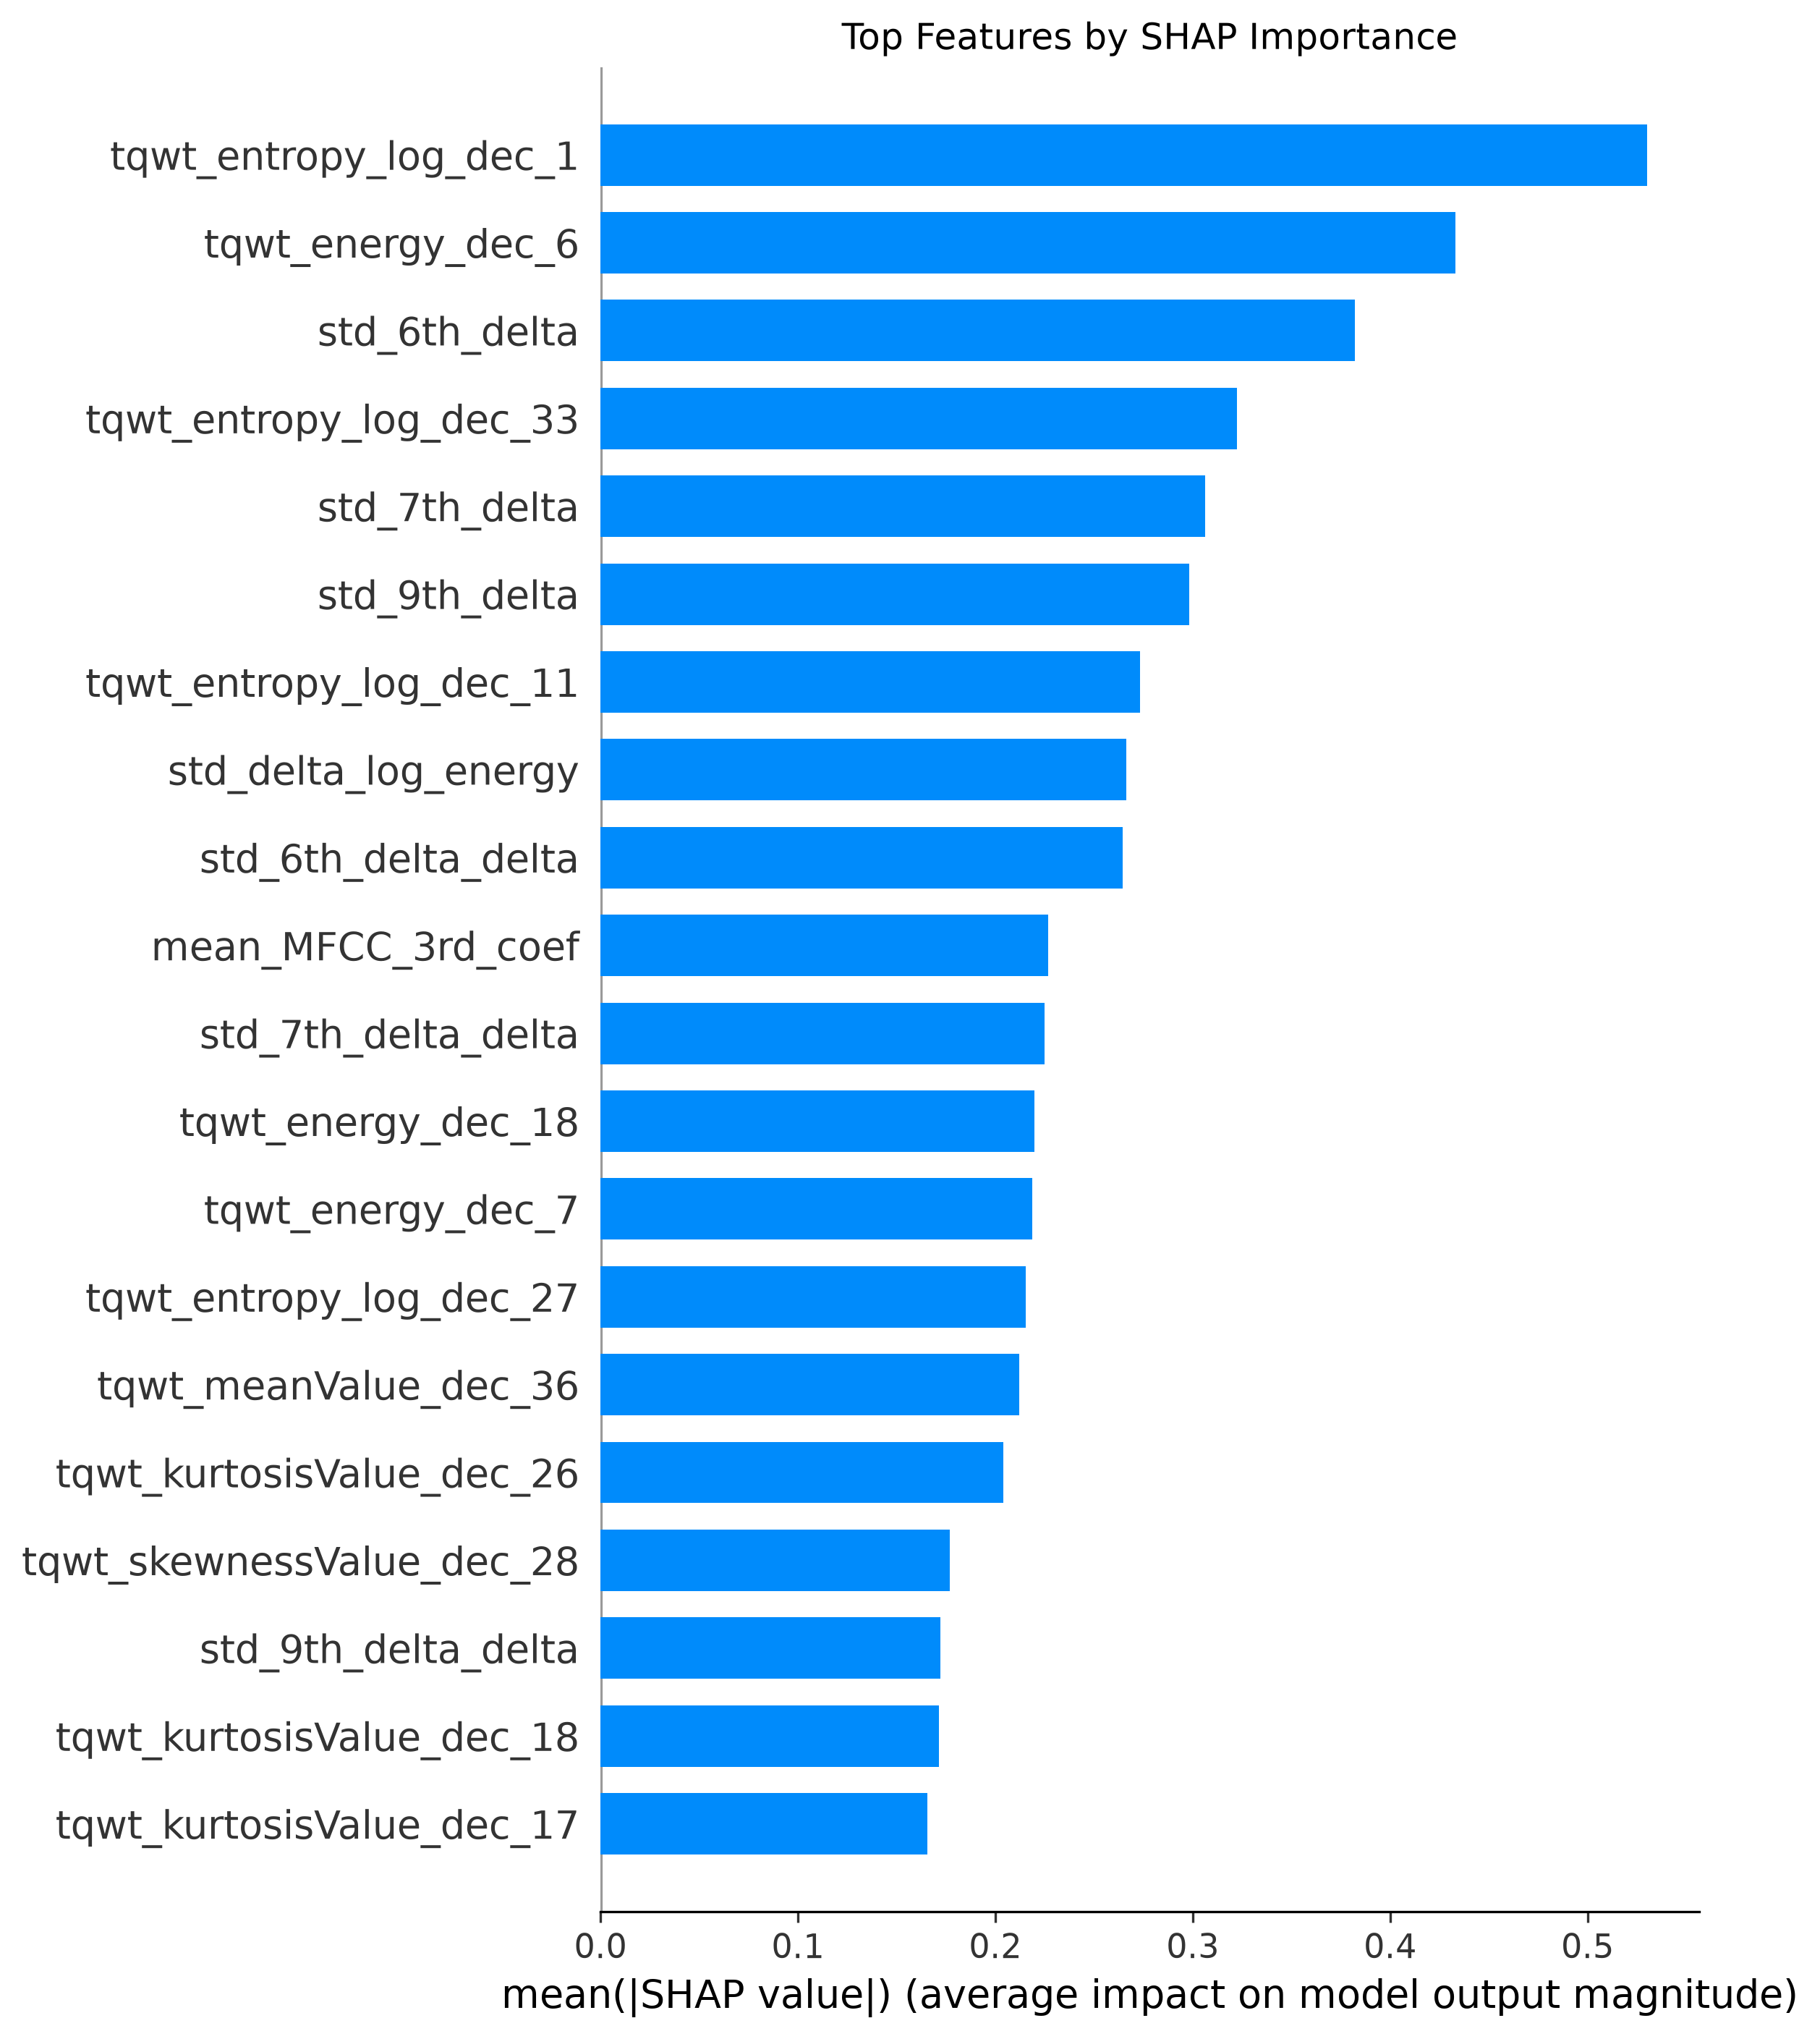 Top Features by SHAP Importance
tqwt_entropy_log_dec_1
tqwt_energy_dec_6
std_6th_delta
tqwt_entropy_log_dec_33
std_7th_delta
std_9th_delta
tqwt_entropy_log_dec_11
std_delta_log_energy
std_6th_delta_delta
mean_MFCC_3rd_coef
std_7th_delta_delta
tqwt_energy_dec_18
tqwt_energy_dec_7
tqwt_entropy_log_dec_27
tqwt_meanValue_dec_36
tqwt_kurtosisValue_dec_26
tqwt_skewnessValue_dec_28
std_9th_delta_delta
tqwt_kurtosisValue_dec_18
tqwt_kurtosisValue_dec_17
0.0 0.1 0.2 0.3 0.4 0.5
mean(|SHAP value|) (average impact on model output magnitude)